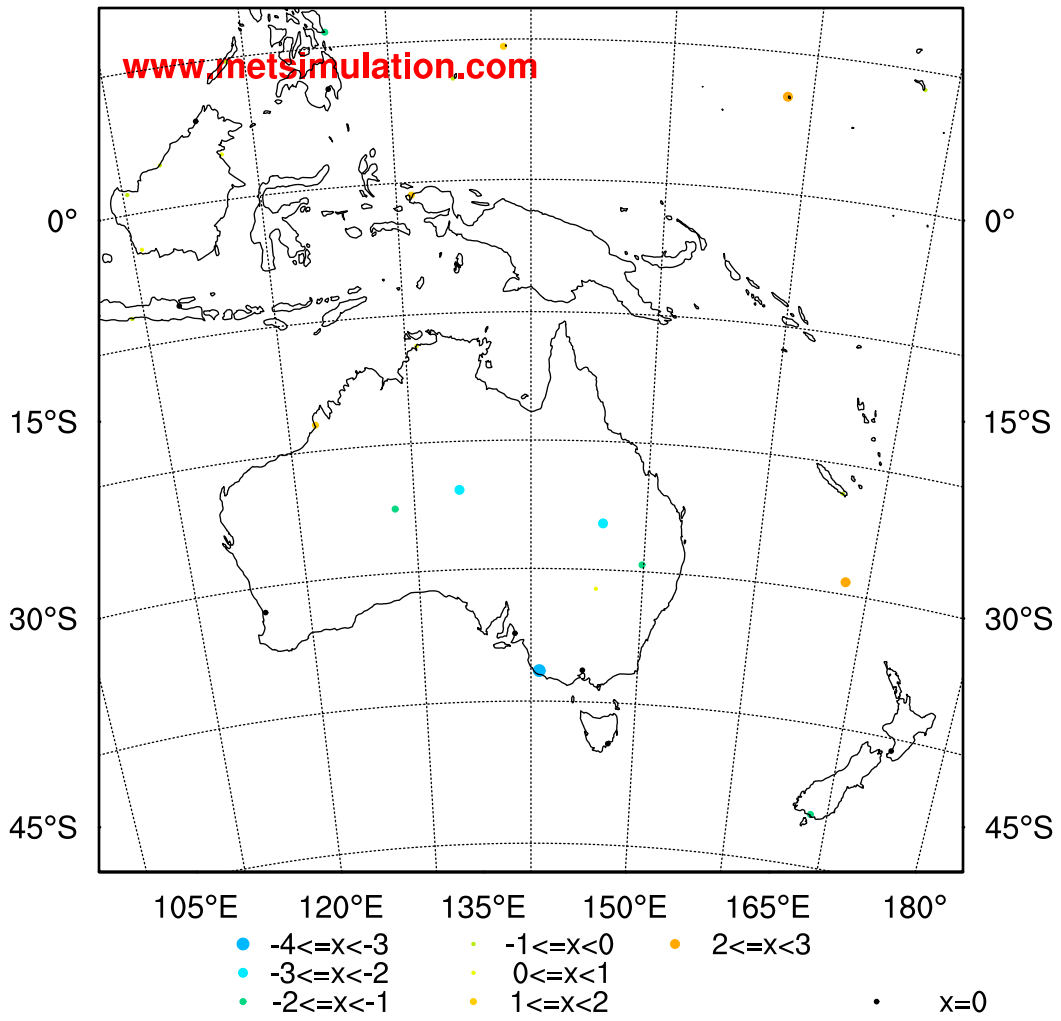 www.metsimulation.com
0° 0°
15°S 15°S
30°S 30°S
45°S 45°S
105°E 120°E 135°E 150°E 165°E 180°
-4<=x<-3 -1<=x<0 2<=x<3
-3<=x<-2 0<=x<1
-2<=x<-1 1<=x<2 x=0